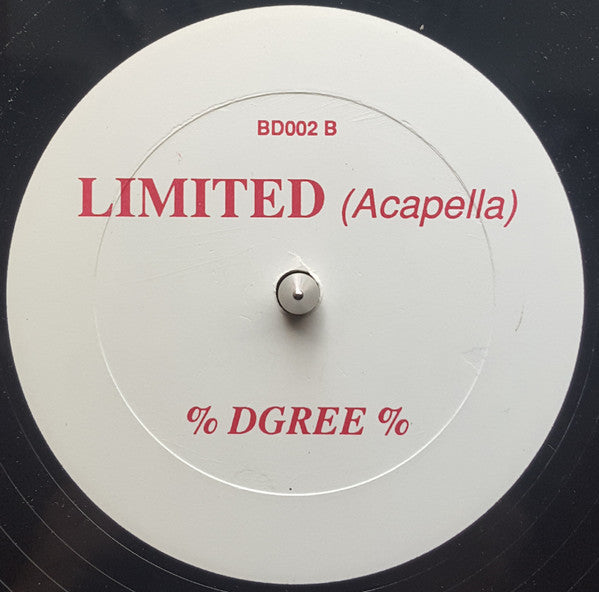 BD002 B
LIMITED (Acapella)
% DGREE %